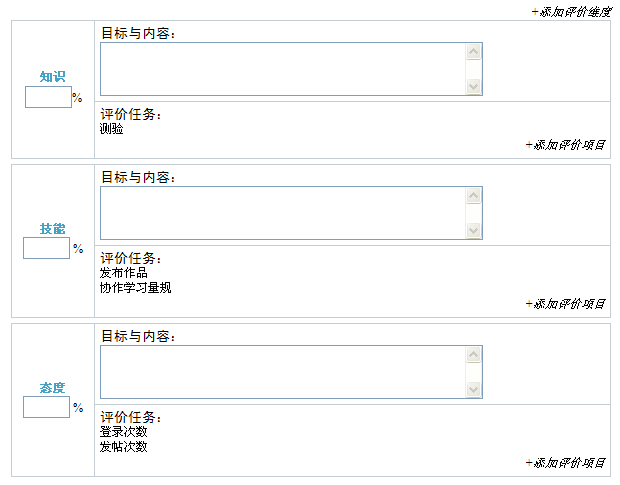 +添加评价维度
目标与内容：
知识
%
评价任务：
测验
+添加评价项目
目标与内容：
技能
%
评价任务：
发布作品
协作学习量规
+添加评价项目
目标与内容：
态度
%
评价任务：
登录次数
发帖次数
+添加评价项目